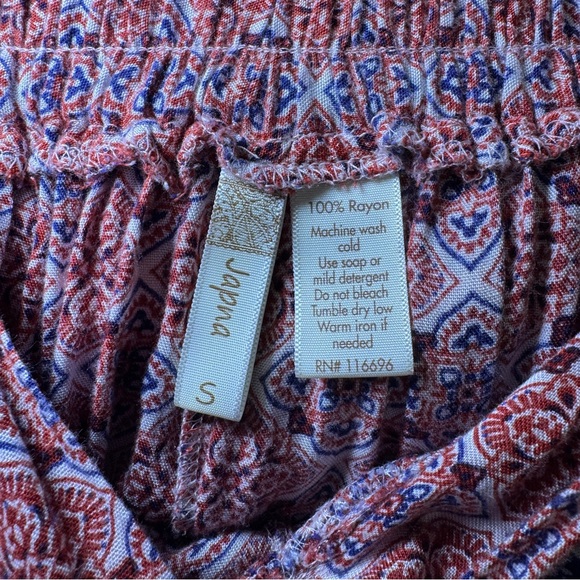 Japna
S
100% Rayon
Machine wash
cold
Use soap or
mild detergent
Do not bleach
Tumble dry low
Warm iron if
needed
RN# 116696